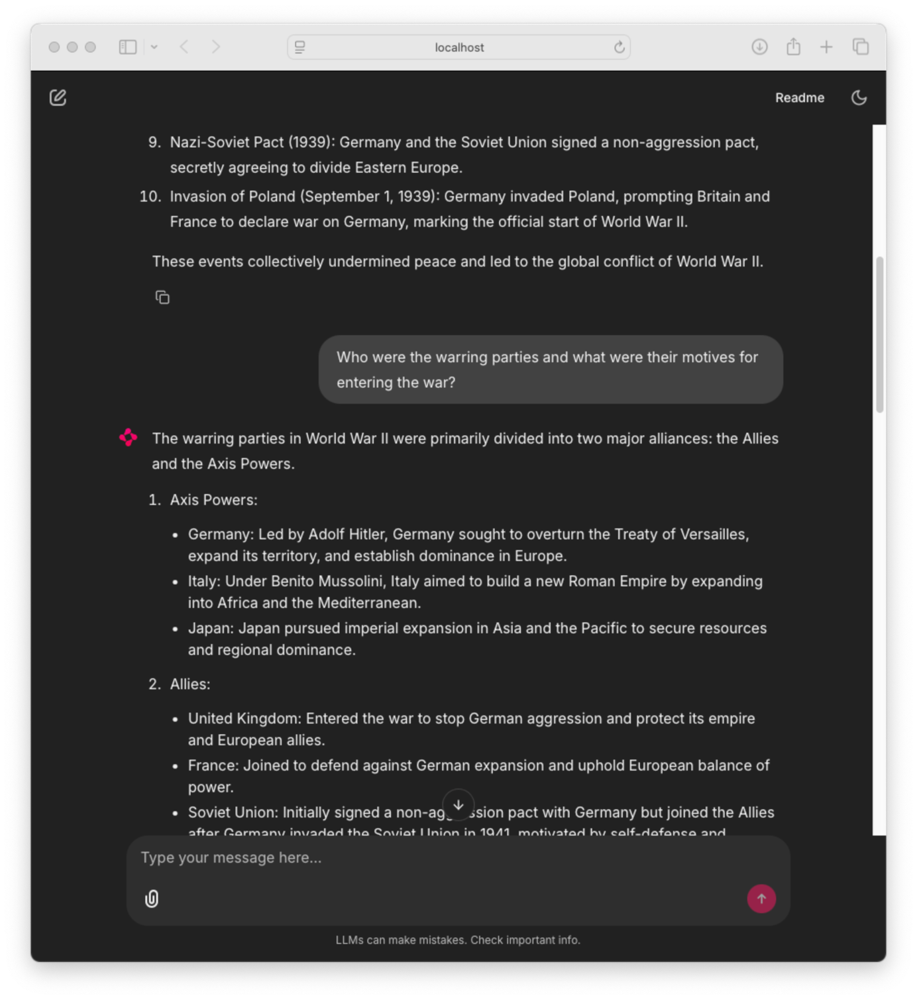 localhost
Readme
9. Nazi-Soviet Pact (1939): Germany and the Soviet Union signed a non-aggression pact,
secretly agreeing to divide Eastern Europe.
10. Invasion of Poland (September 1, 1939): Germany invaded Poland, prompting Britain and
France to declare war on Germany, marking the official start of World War II.
These events collectively undermined peace and led to the global conflict of World War II.
Who were the warring parties and what were their motives for
entering the war?
The warring parties in World War II were primarily divided into two major alliances: the Allies
and the Axis Powers.
1. Axis Powers:
• Germany: Led by Adolf Hitler, Germany sought to overturn the Treaty of Versailles,
expand its territory, and establish dominance in Europe.
• Italy: Under Benito Mussolini, Italy aimed to build a new Roman Empire by expanding
into Africa and the Mediterranean.
• Japan: Japan pursued imperial expansion in Asia and the Pacific to secure resources
and regional dominance.
2. Allies:
• United Kingdom: Entered the war to stop German aggression and protect its empire
and European allies.
• France: Joined to defend against German expansion and uphold European balance of
power.
• Soviet Union: Initially signed a non-aggression pact with Germany but joined the Allies
after Germany invaded the Soviet Union in 1941, motivated by self-defense and
Type your message here...
LLMs can make mistakes. Check important info.